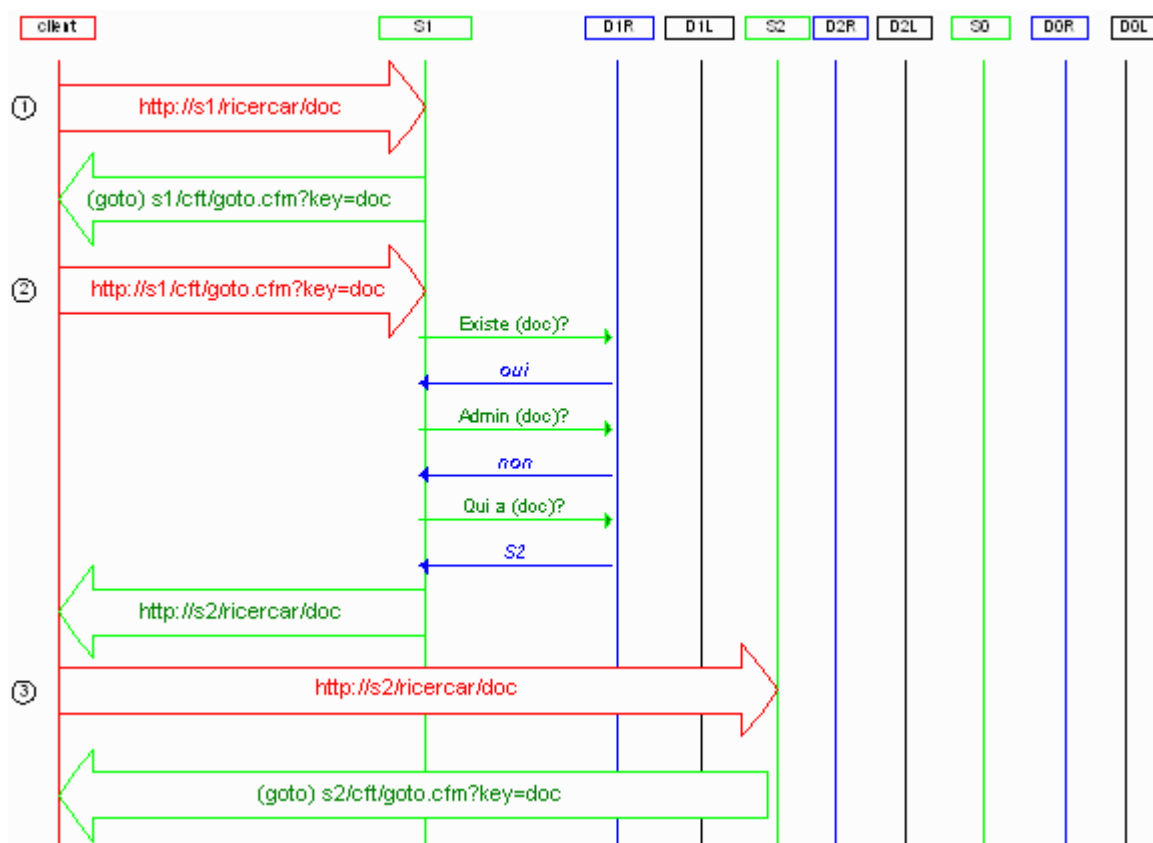 client S1 D1R D1L S2 D2R D2L S0 D0R D0L
1 http://s1/ricercar/doc
(goto) s1/cft/goto.cfm?key=doc
2 http://s1/cft/goto.cfm?key=doc
Existe (doc)?
oui
Admin (doc)?
non
Qui a (doc)?
S2
http://s2/ricercar/doc
3 http://s2/ricercar/doc
(goto) s2/cft/goto.cfm?key=doc